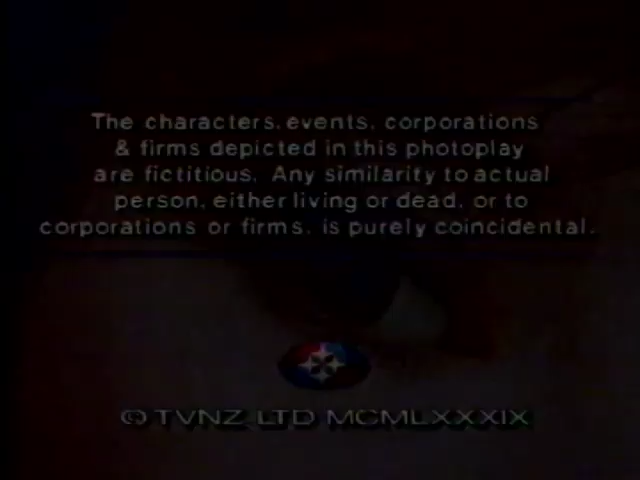 The characters, events, corporations
& firms depicted in this photoplay
are fictitious. Any similarity to actual
person, either living or dead, or to
corporations or firms, is purely coincidental.
© TVNZ LTD MCMLXXXIX